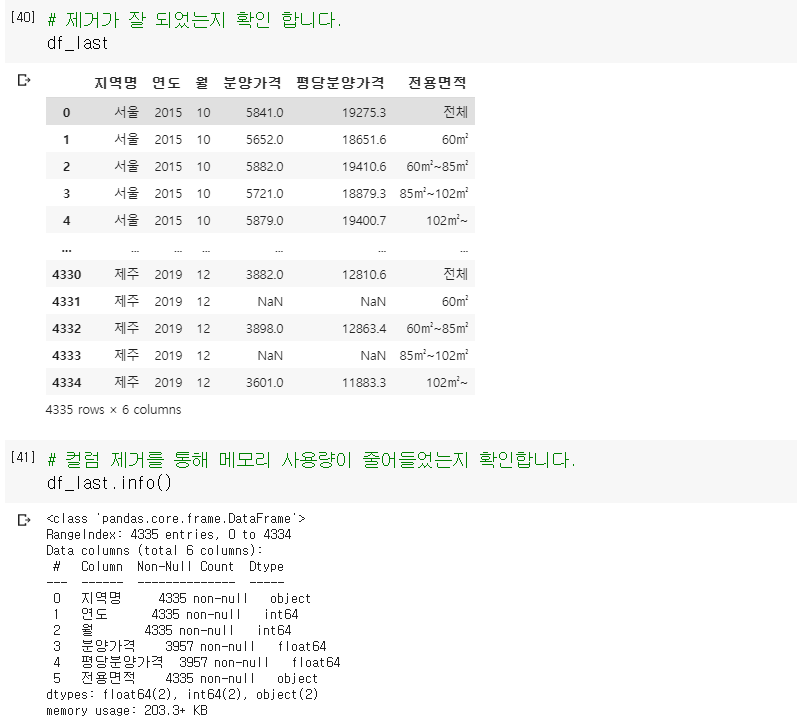 [40] # 제거가 잘 되었는지 확인 합니다.
df_last
지역명 연도 월 분양가격 평당분양가격 전용면적
0 서울 2015 10 5841.0 19275.3 전체
1 서울 2015 10 5652.0 18651.6 60㎡
2 서울 2015 10 5882.0 19410.6 60㎡~85㎡
3 서울 2015 10 5721.0 18879.3 85㎡~102㎡
4 서울 2015 10 5879.0 19400.7 102㎡~
... ... ... ... ... ... ...
4330 제주 2019 12 3882.0 12810.6 전체
4331 제주 2019 12 NaN NaN 60㎡
4332 제주 2019 12 3898.0 12863.4 60㎡~85㎡
4333 제주 2019 12 NaN NaN 85㎡~102㎡
4334 제주 2019 12 3601.0 11883.3 102㎡~
4335 rows × 6 columns
[41] # 컬럼 제거를 통해 메모리 사용량이 줄어들었는지 확인합니다.
df_last.info()
<class 'pandas.core.frame.DataFrame'>
RangeIndex: 4335 entries, 0 to 4334
Data columns (total 6 columns):
# Column Non-Null Count Dtype
--- ------ -------------- -----
0 지역명 4335 non-null object
1 연도 4335 non-null int64
2 월 4335 non-null int64
3 분양가격 3957 non-null float64
4 평당분양가격 3957 non-null float64
5 전용면적 4335 non-null object
dtypes: float64(2), int64(2), object(2)
memory usage: 203.3+ KB